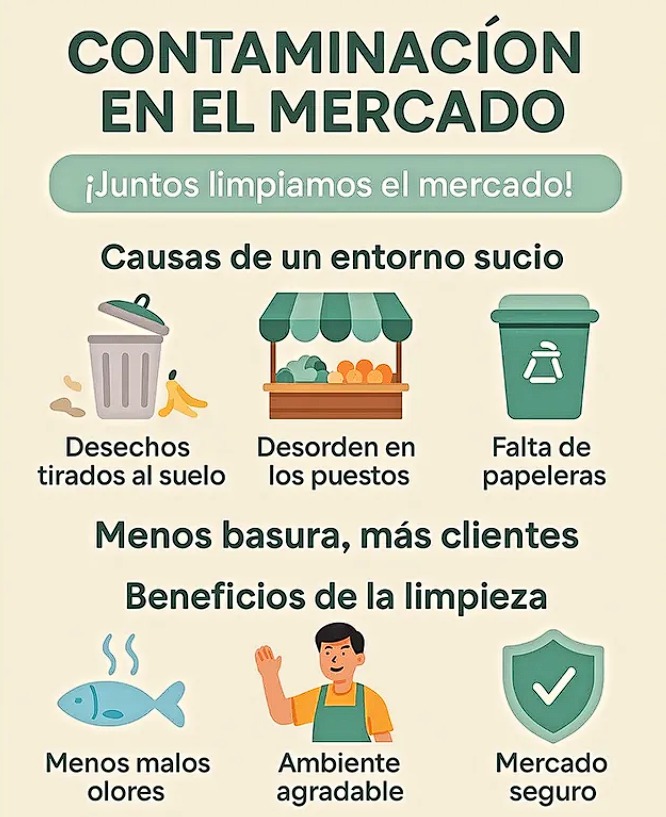 CONTAMINACÍON
EN EL MERCADO
¡Juntos limpiamos el mercado!
Causas de un entorno sucio
Desechos
tirados al suelo
Desorden en
los puestos
Falta de
papeleras
Menos basura, más clientes
Beneficios de la limpieza
Menos malos
olores
Ambiente
agradable
Mercado
seguro